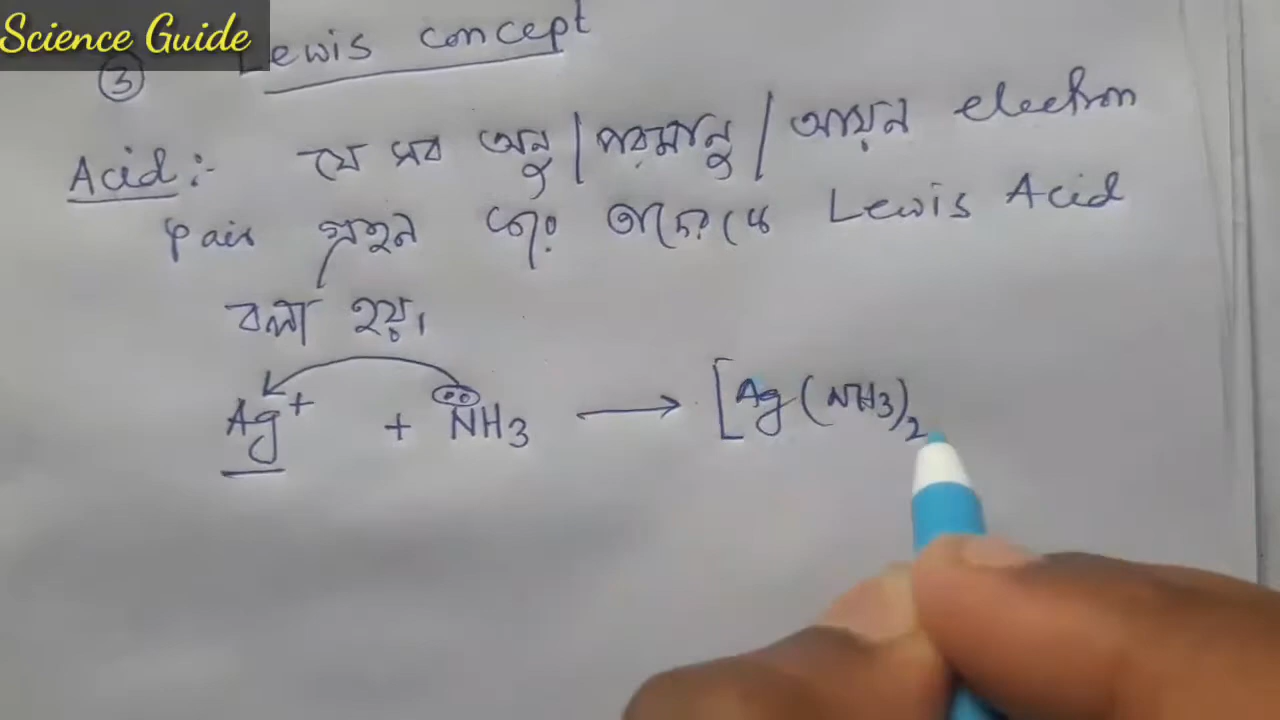 Science Guide
③ Lewis concept
Acid:- যে সব অনু | পরমানু | আয়ন electron
pair গ্রহন করে তাদেরকে Lewis Acid
বলা হয়।
Ag+ + NH3 → [Ag(NH3)2